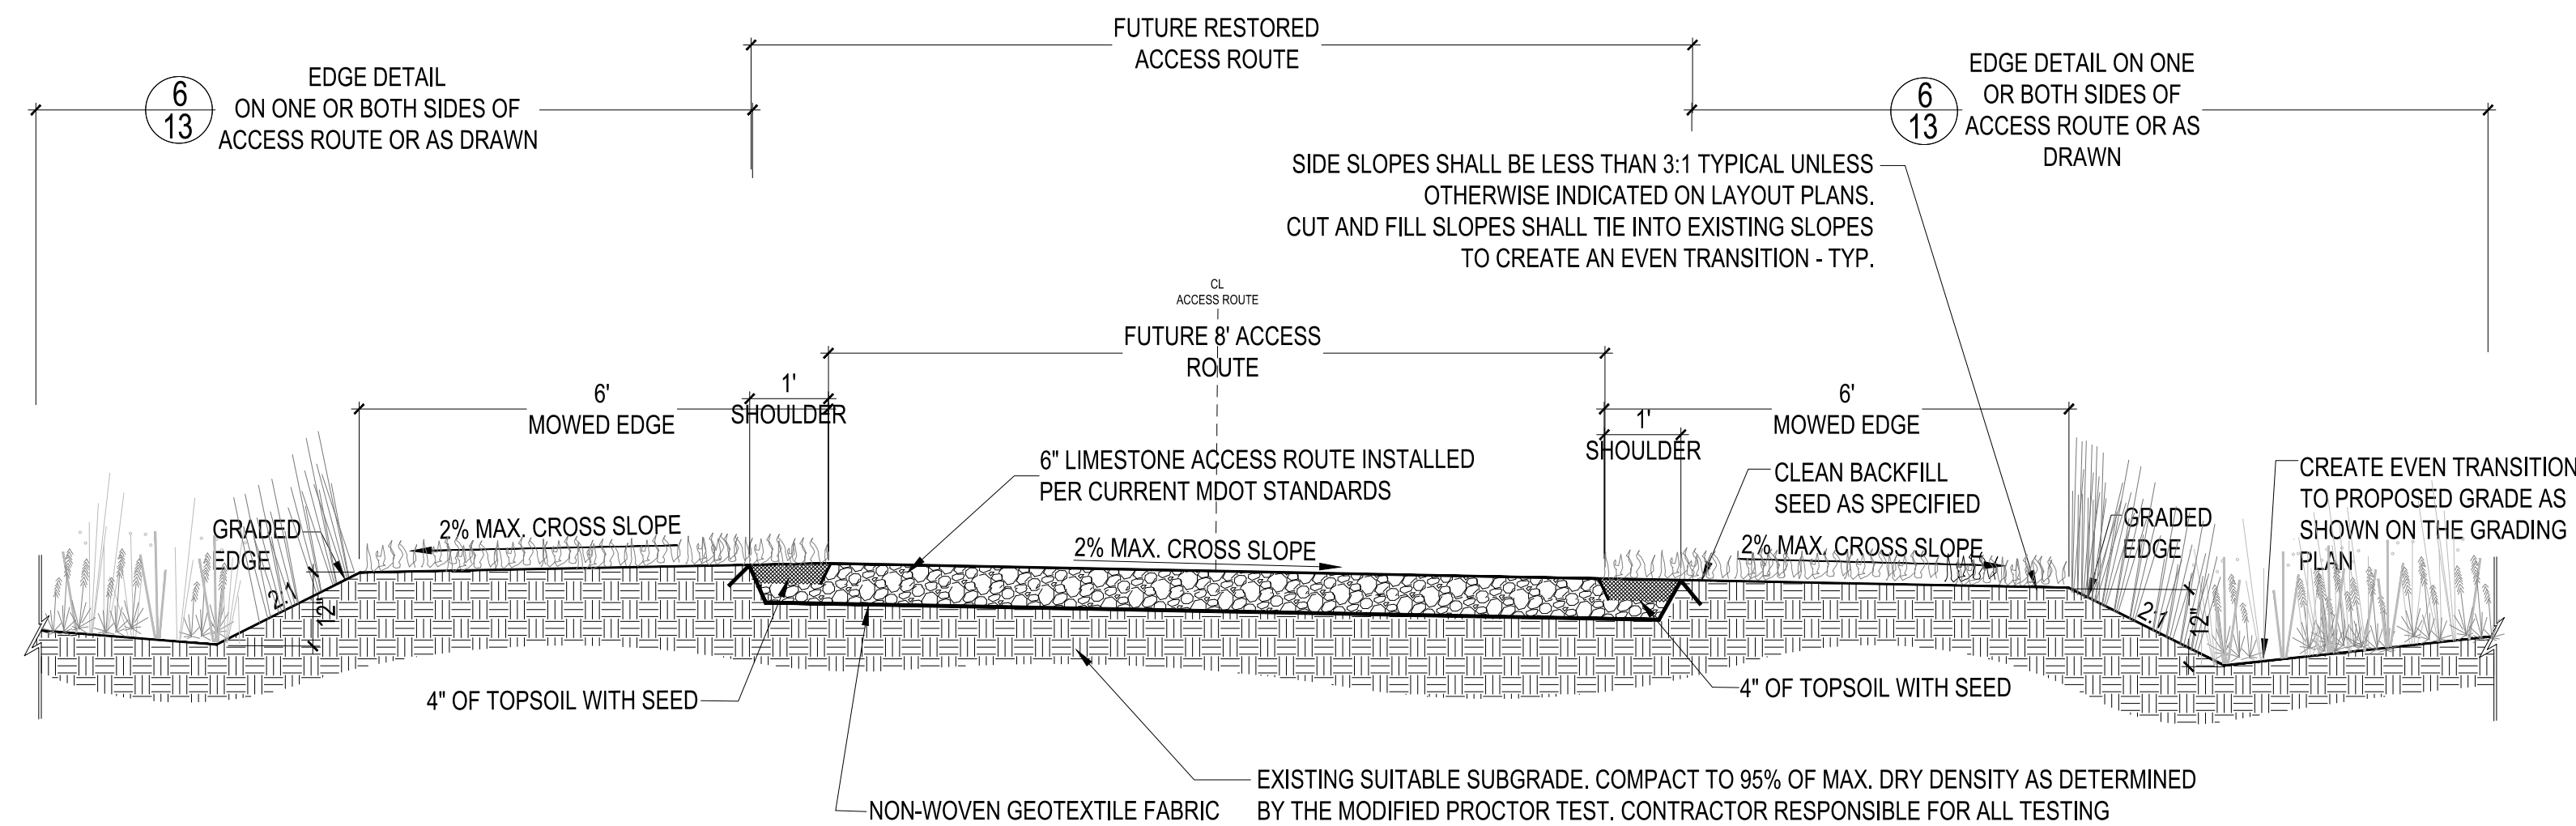 FUTURE RESTORED
ACCESS ROUTE
6
13
EDGE DETAIL
ON ONE OR BOTH SIDES OF
ACCESS ROUTE OR AS DRAWN
6
13
EDGE DETAIL ON ONE
OR BOTH SIDES OF
ACCESS ROUTE OR AS
DRAWN
SIDE SLOPES SHALL BE LESS THAN 3:1 TYPICAL UNLESS
OTHERWISE INDICATED ON LAYOUT PLANS.
CUT AND FILL SLOPES SHALL TIE INTO EXISTING SLOPES
TO CREATE AN EVEN TRANSITION - TYP.
CL
ACCESS ROUTE
FUTURE 8' ACCESS
ROUTE
6'
MOWED EDGE
1'
SHOULDER
1'
SHOULDER
6'
MOWED EDGE
6" LIMESTONE ACCESS ROUTE INSTALLED
PER CURRENT MDOT STANDARDS
CLEAN BACKFILL
SEED AS SPECIFIED
CREATE EVEN TRANSITION
TO PROPOSED GRADE AS
SHOWN ON THE GRADING
PLAN
GRADED
EDGE
2% MAX. CROSS SLOPE
2% MAX. CROSS SLOPE
2% MAX. CROSS SLOPE
GRADED
EDGE
2:1
12"
2:1
12"
4" OF TOPSOIL WITH SEED
4" OF TOPSOIL WITH SEED
NON-WOVEN GEOTEXTILE FABRIC
EXISTING SUITABLE SUBGRADE. COMPACT TO 95% OF MAX. DRY DENSITY AS DETERMINED
BY THE MODIFIED PROCTOR TEST. CONTRACTOR RESPONSIBLE FOR ALL TESTING